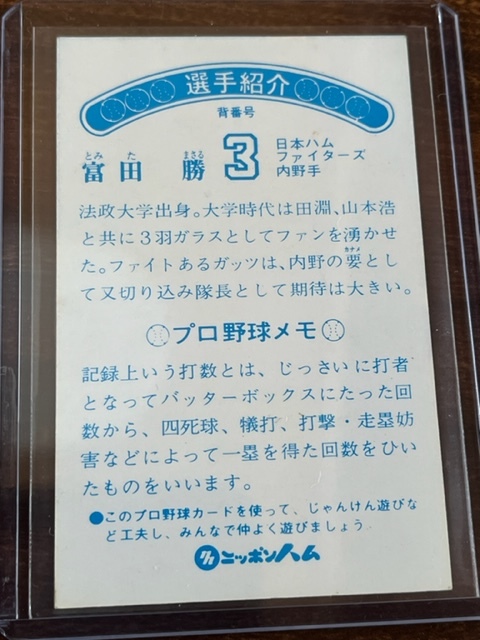 選手紹介
背番号
とみ た まさる
富田 勝 3 日本ハム
ファイターズ
内野手
法政大学出身。大学時代は田淵、山本浩
と共に3羽ガラスとしてファンを湧かせ
た。ファイトあるガッツは、内野の要とし
て又切り込み隊長として期待は大きい。
プロ野球メモ
記録上いう打数とは、じっさいに打者
となってバッターボックスにたった回
数から、四死球、犠打、打撃・走塁妨
害などによって一塁を得た回数をひい
たものをいいます。
●このプロ野球カードを使って、じゃんけん遊びな
ど工夫し、みんなで仲よく遊びましょう。
ニッポンハム